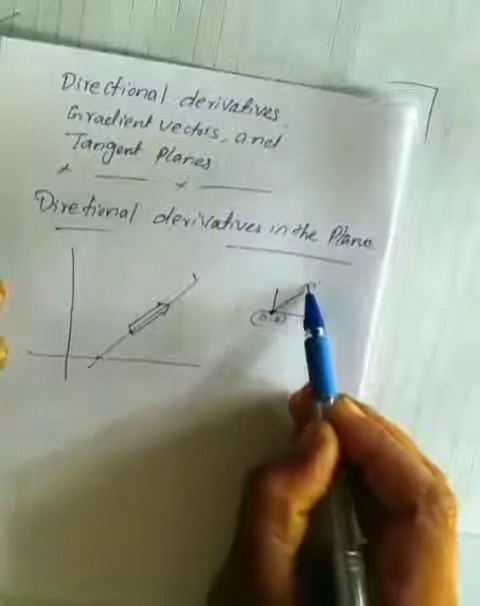 Directional derivatives,
Gradient vectors, and
Tangent Planes
Directional derivatives in the Plane